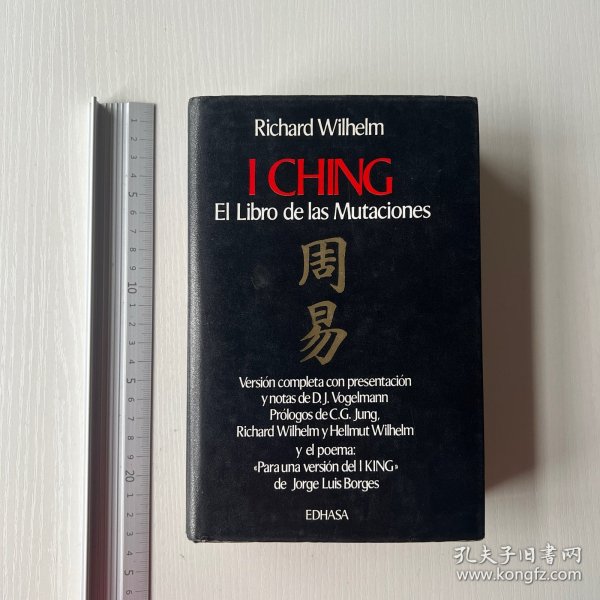 Richard Wilhelm
I CHING
El Libro de las Mutaciones
周
易
Versión completa con presentación
y notas de D.J. Vogelmann
Prólogos de C.G. Jung,
Richard Wilhelm y Hellmut Wilhelm
y el poema:
«Para una versión del I KING»
de Jorge Luis Borges
EDHASA
孔夫子旧书网
www.kongfz.com